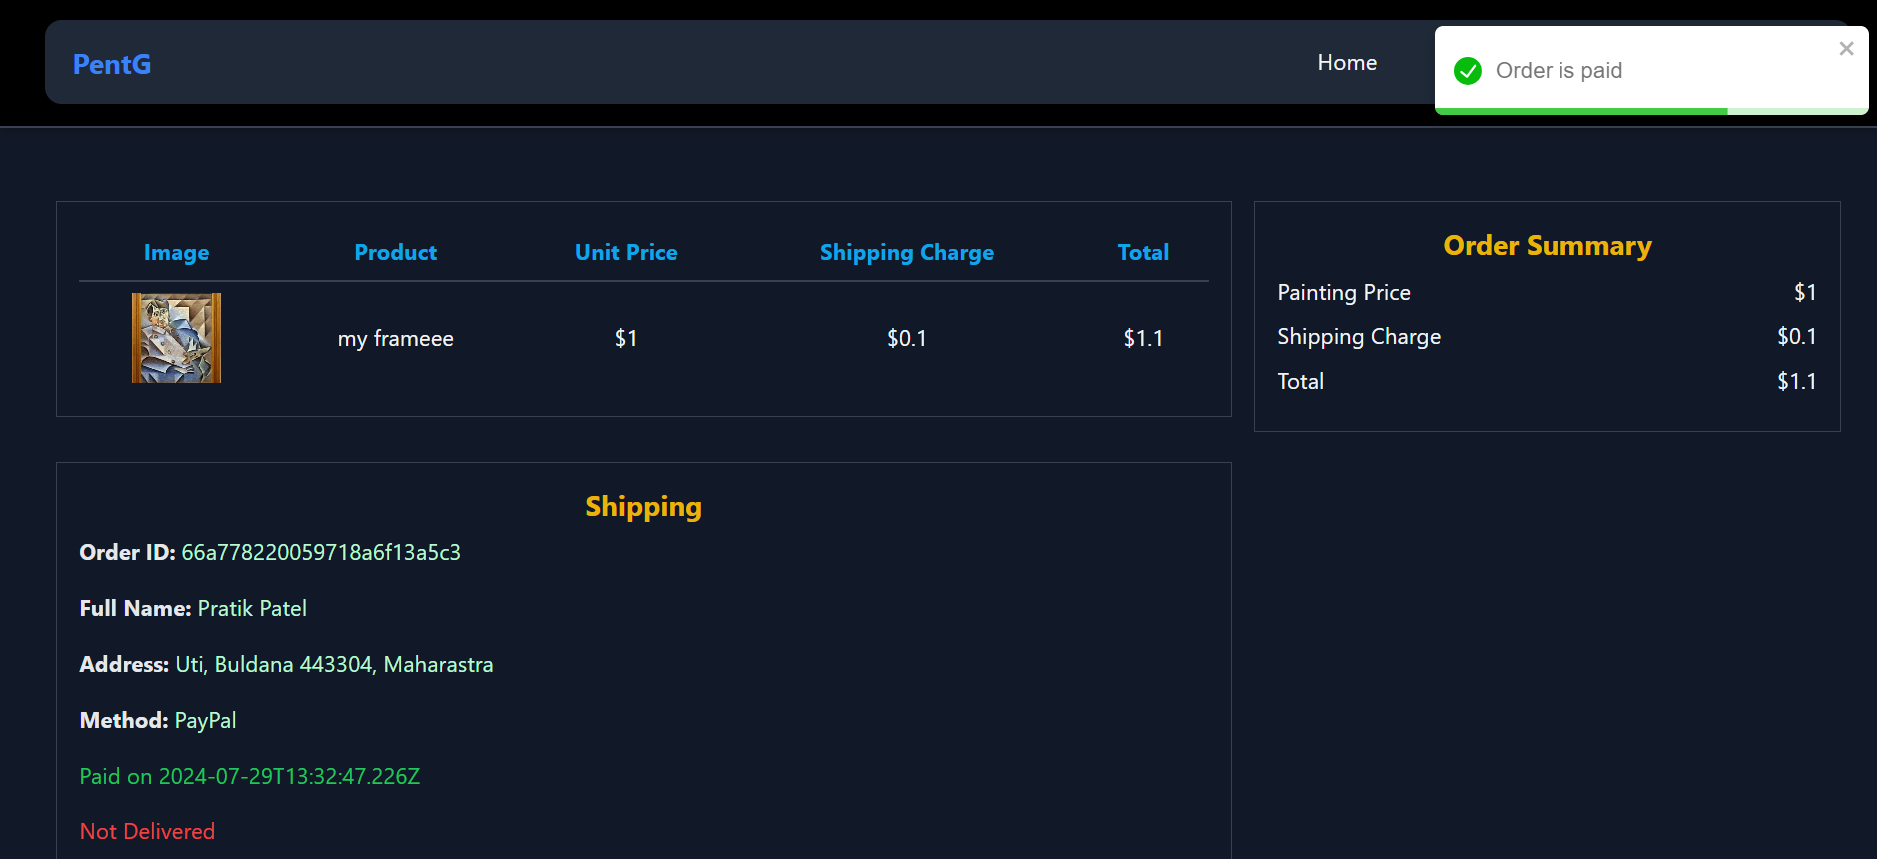 PentG
Home
Order is paid
Image Product Unit Price Shipping Charge Total
my frameee $1 $0.1 $1.1
Order Summary
Painting Price $1
Shipping Charge $0.1
Total $1.1
Shipping
Order ID: 66a778220059718a6f13a5c3
Full Name: Pratik Patel
Address: Uti, Buldana 443304, Maharastra
Method: PayPal
Paid on 2024-07-29T13:32:47.226Z
Not Delivered